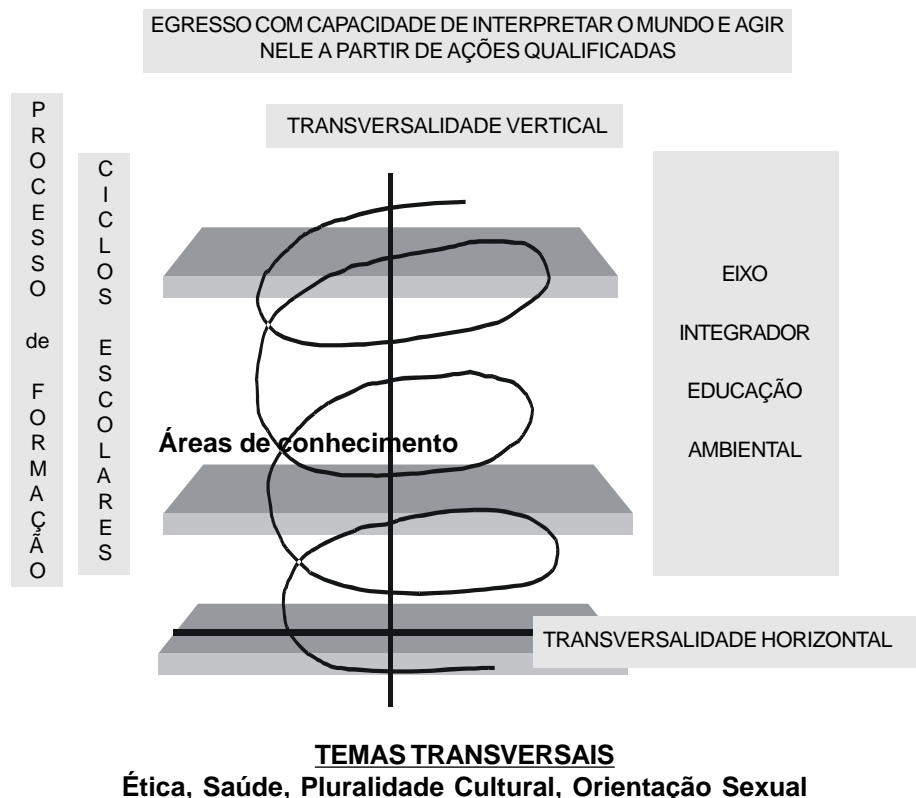 EGRESSO COM CAPACIDADE DE INTERPRETAR O MUNDO E AGIR
NELE A PARTIR DE AÇÕES QUALIFICADAS
PROCESSO de FORMAÇÃO
CICLOS ESCOLARES
TRANSVERSALIDADE VERTICAL
EIXO
INTEGRADOR
EDUCAÇÃO
AMBIENTAL
Áreas de conhecimento
TRANSVERSALIDADE HORIZONTAL
TEMAS TRANSVERSAIS
Ética, Saúde, Pluralidade Cultural, Orientação Sexual